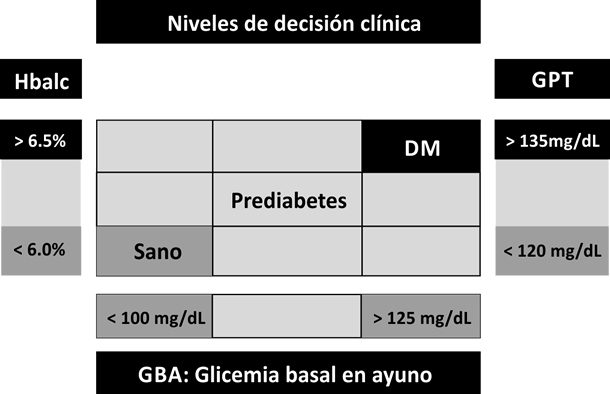 Niveles de decisión clínica
Hbalc
GPT
> 6.5%
DM
> 135mg/dL
Prediabetes
< 6.0%
Sano
< 120 mg/dL
< 100 mg/dL
> 125 mg/dL
GBA: Glicemia basal en ayuno